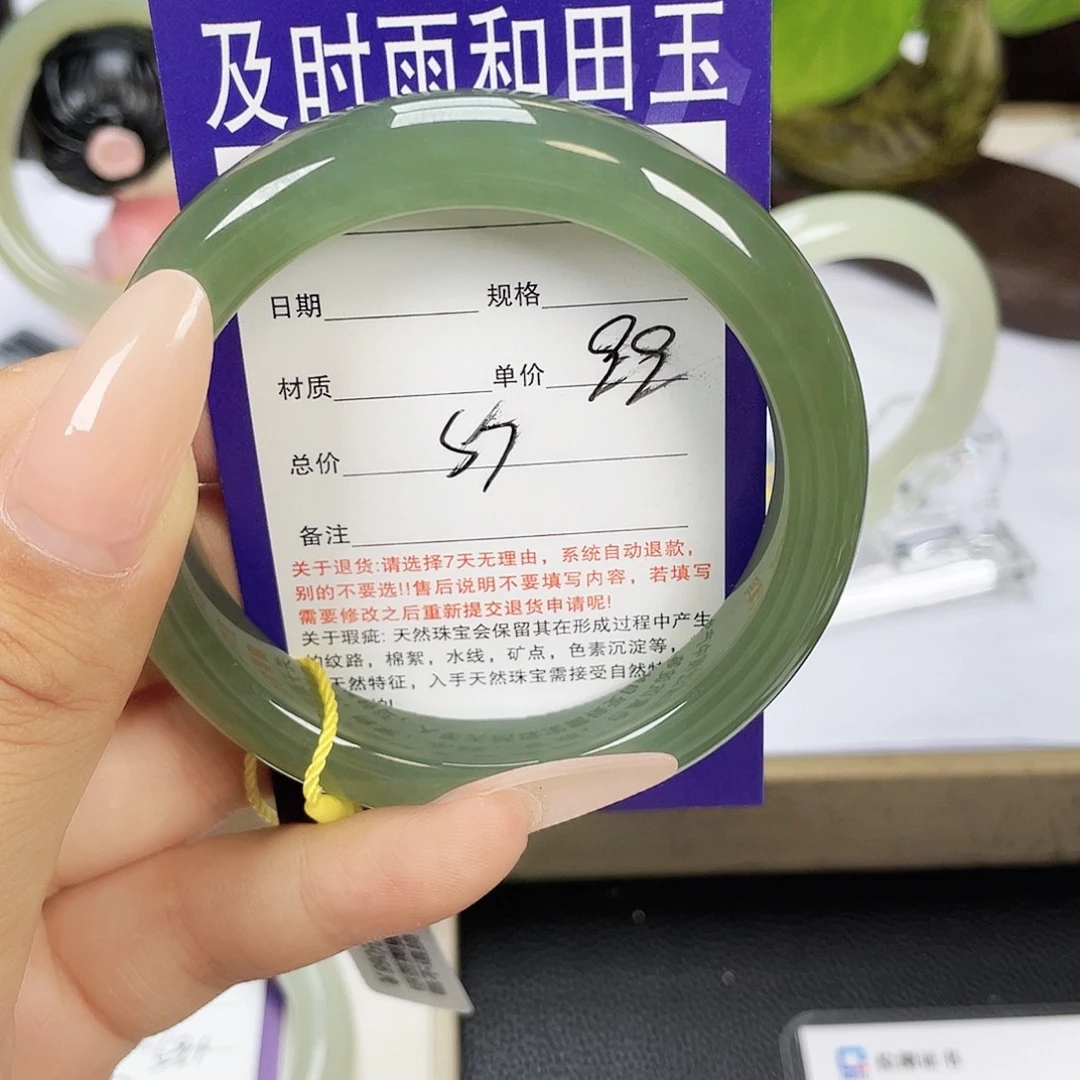 及时雨和田玉
日期 规格
材质 单价 99
总价 57
备注
关于退货:请选择7天无理由，系统自动退款，
别的不要选!!售后说明不要填写内容，若填写
需要修改之后重新提交退货申请呢!
关于瑕疵: 天然珠宝会保留其在形成过程中产生
的纹路，棉絮，水线，矿点，色素沉淀等，
天然特征，入手天然珠宝需接受自然特